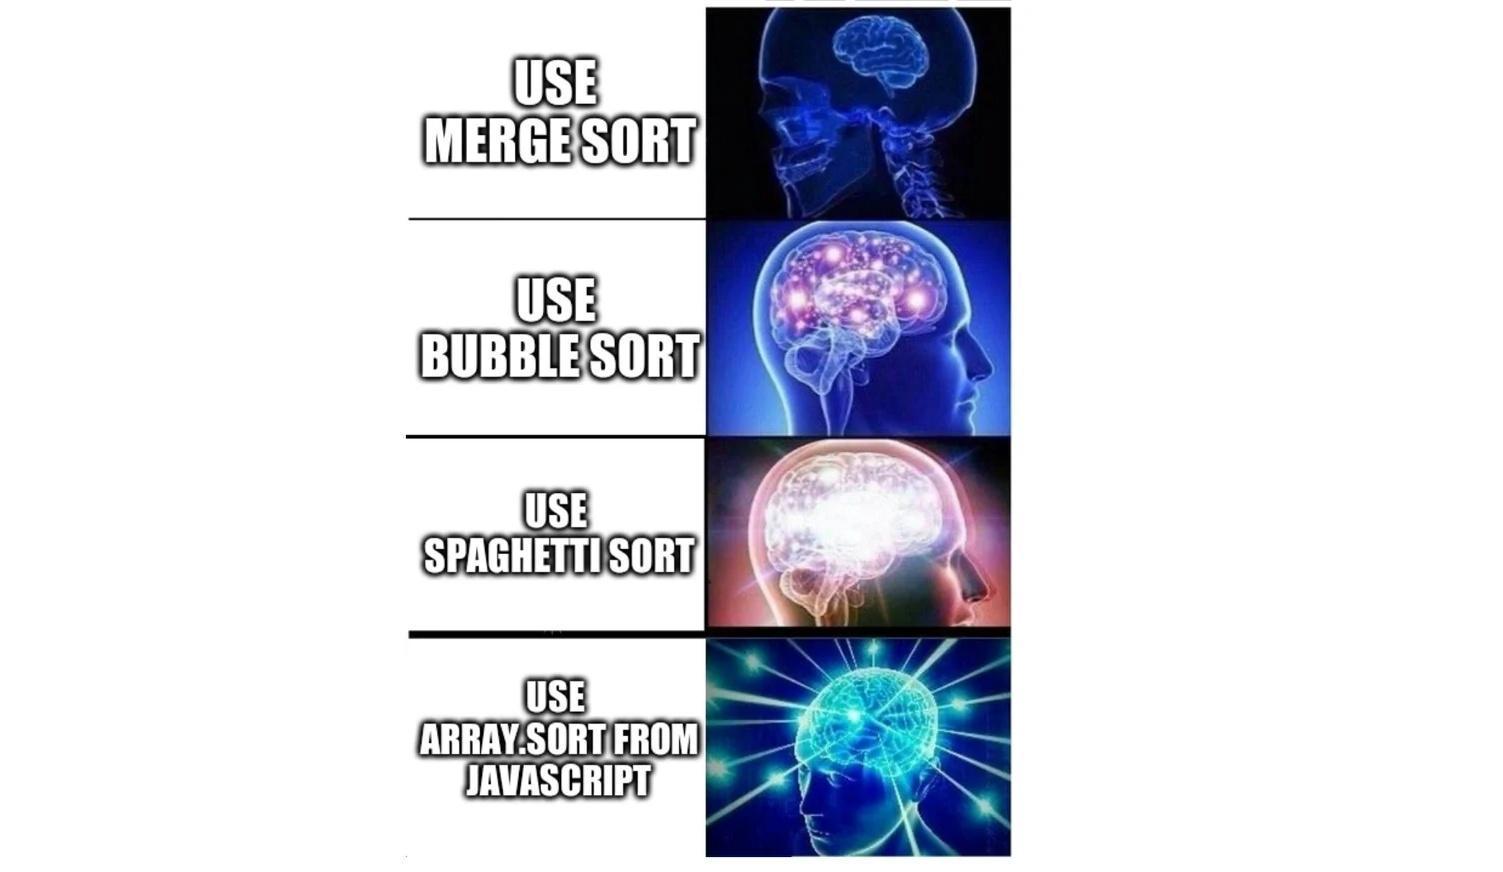 USE
MERGE SORT
USE
BUBBLE SORT
USE
SPAGHETTI SORT
USE
ARRAY.SORT FROM
JAVASCRIPT